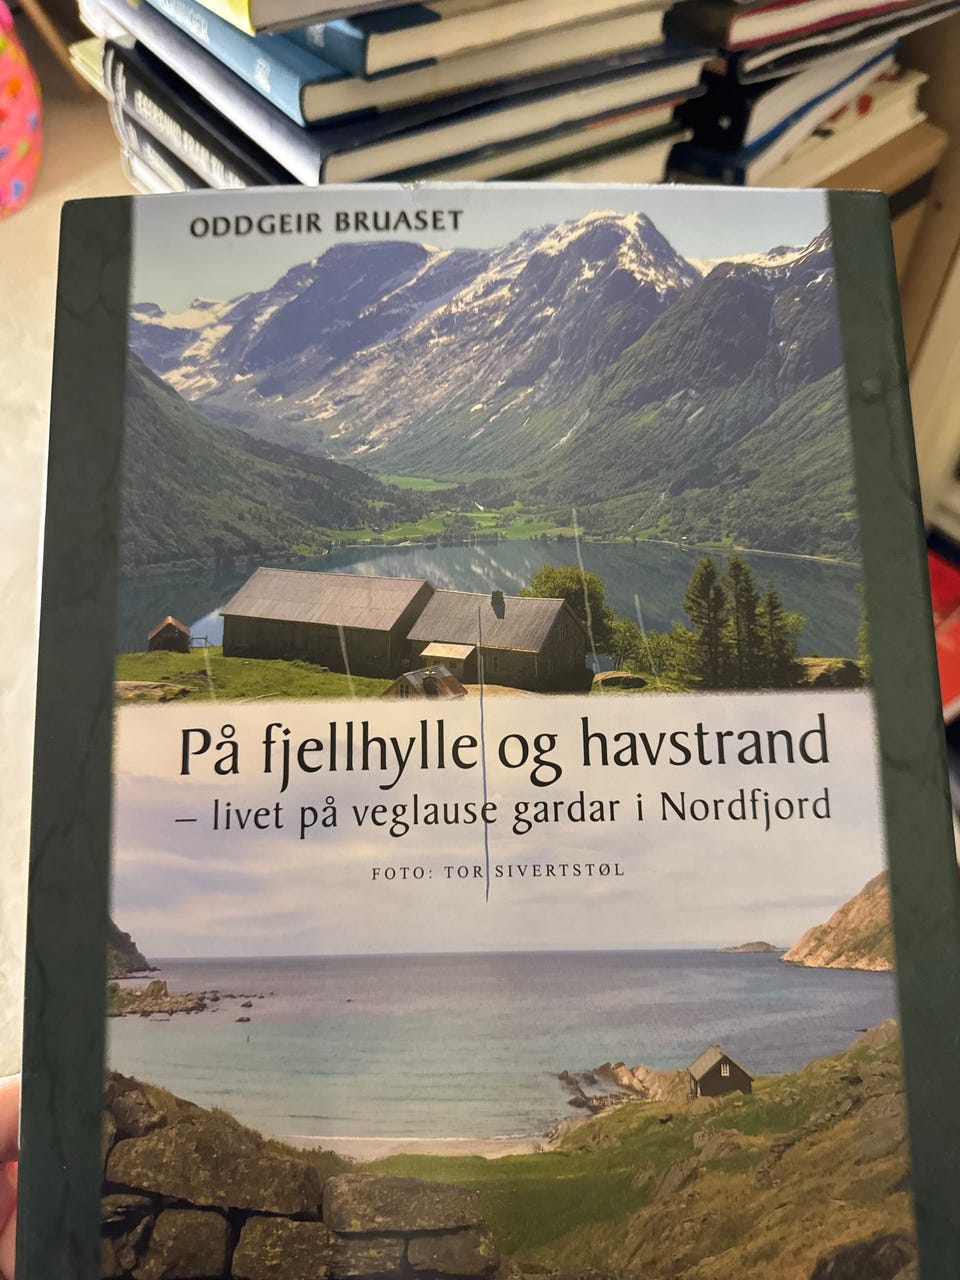 ODDGEIR BRUASET
På fjellhylle og havstrand
– livet på veglause gardar i Nordfjord
FOTO: TOR SIVERTSTØL